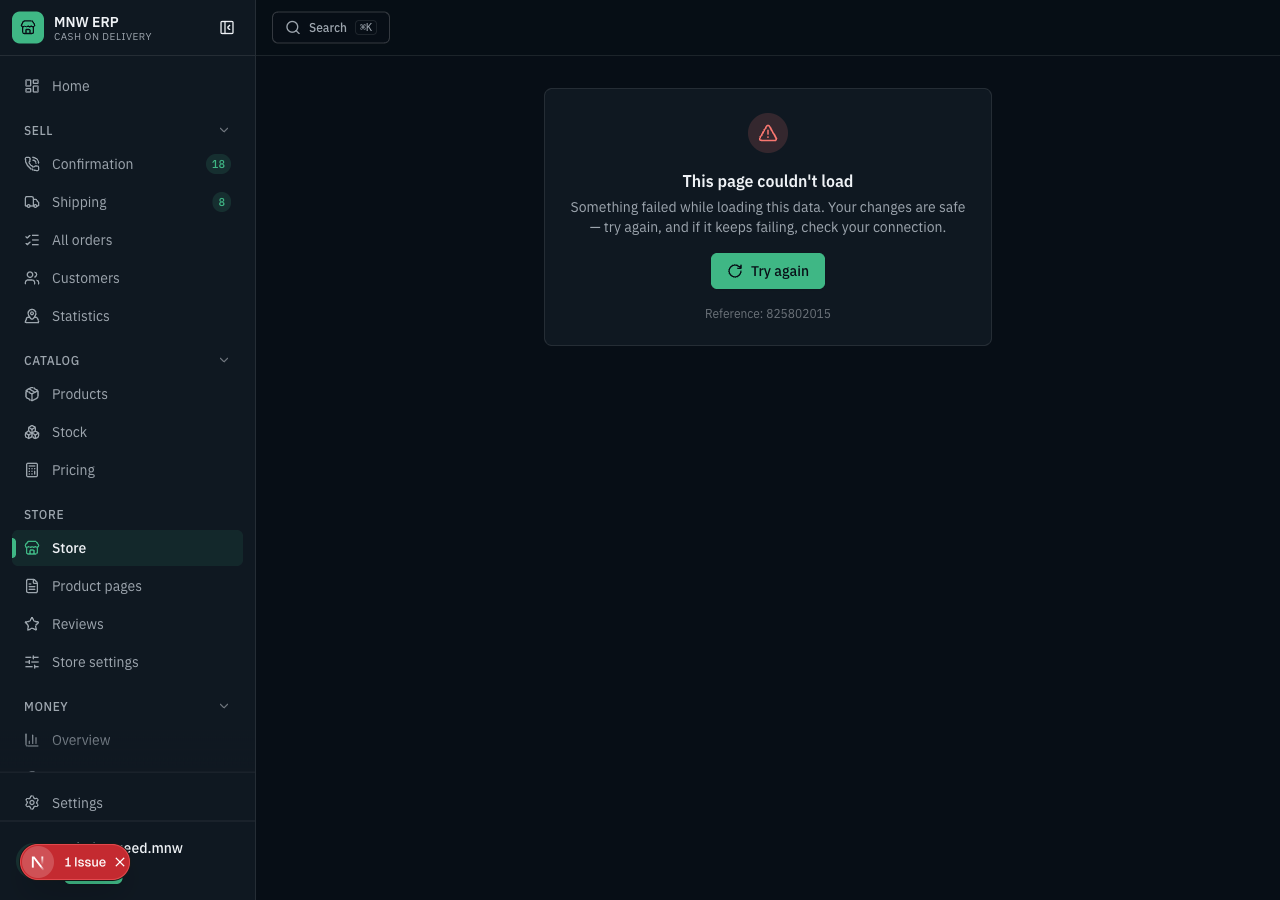 MNW ERP
CASH ON DELIVERY
Search ⌘K
Home
SELL
Confirmation 18
Shipping 8
All orders
Customers
Statistics
CATALOG
Products
Stock
Pricing
STORE
Store
Product pages
Reviews
Store settings
MONEY
Overview
Settings
eed.mnw
N 1 Issue
This page couldn't load
Something failed while loading this data. Your changes are safe
— try again, and if it keeps failing, check your connection.
Try again
Reference: 825802015